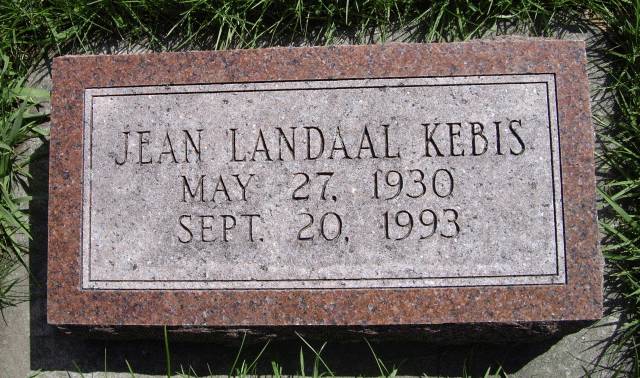 JEAN LANDAAL KEBIS
MAY 27, 1930
SEPT. 20, 1993